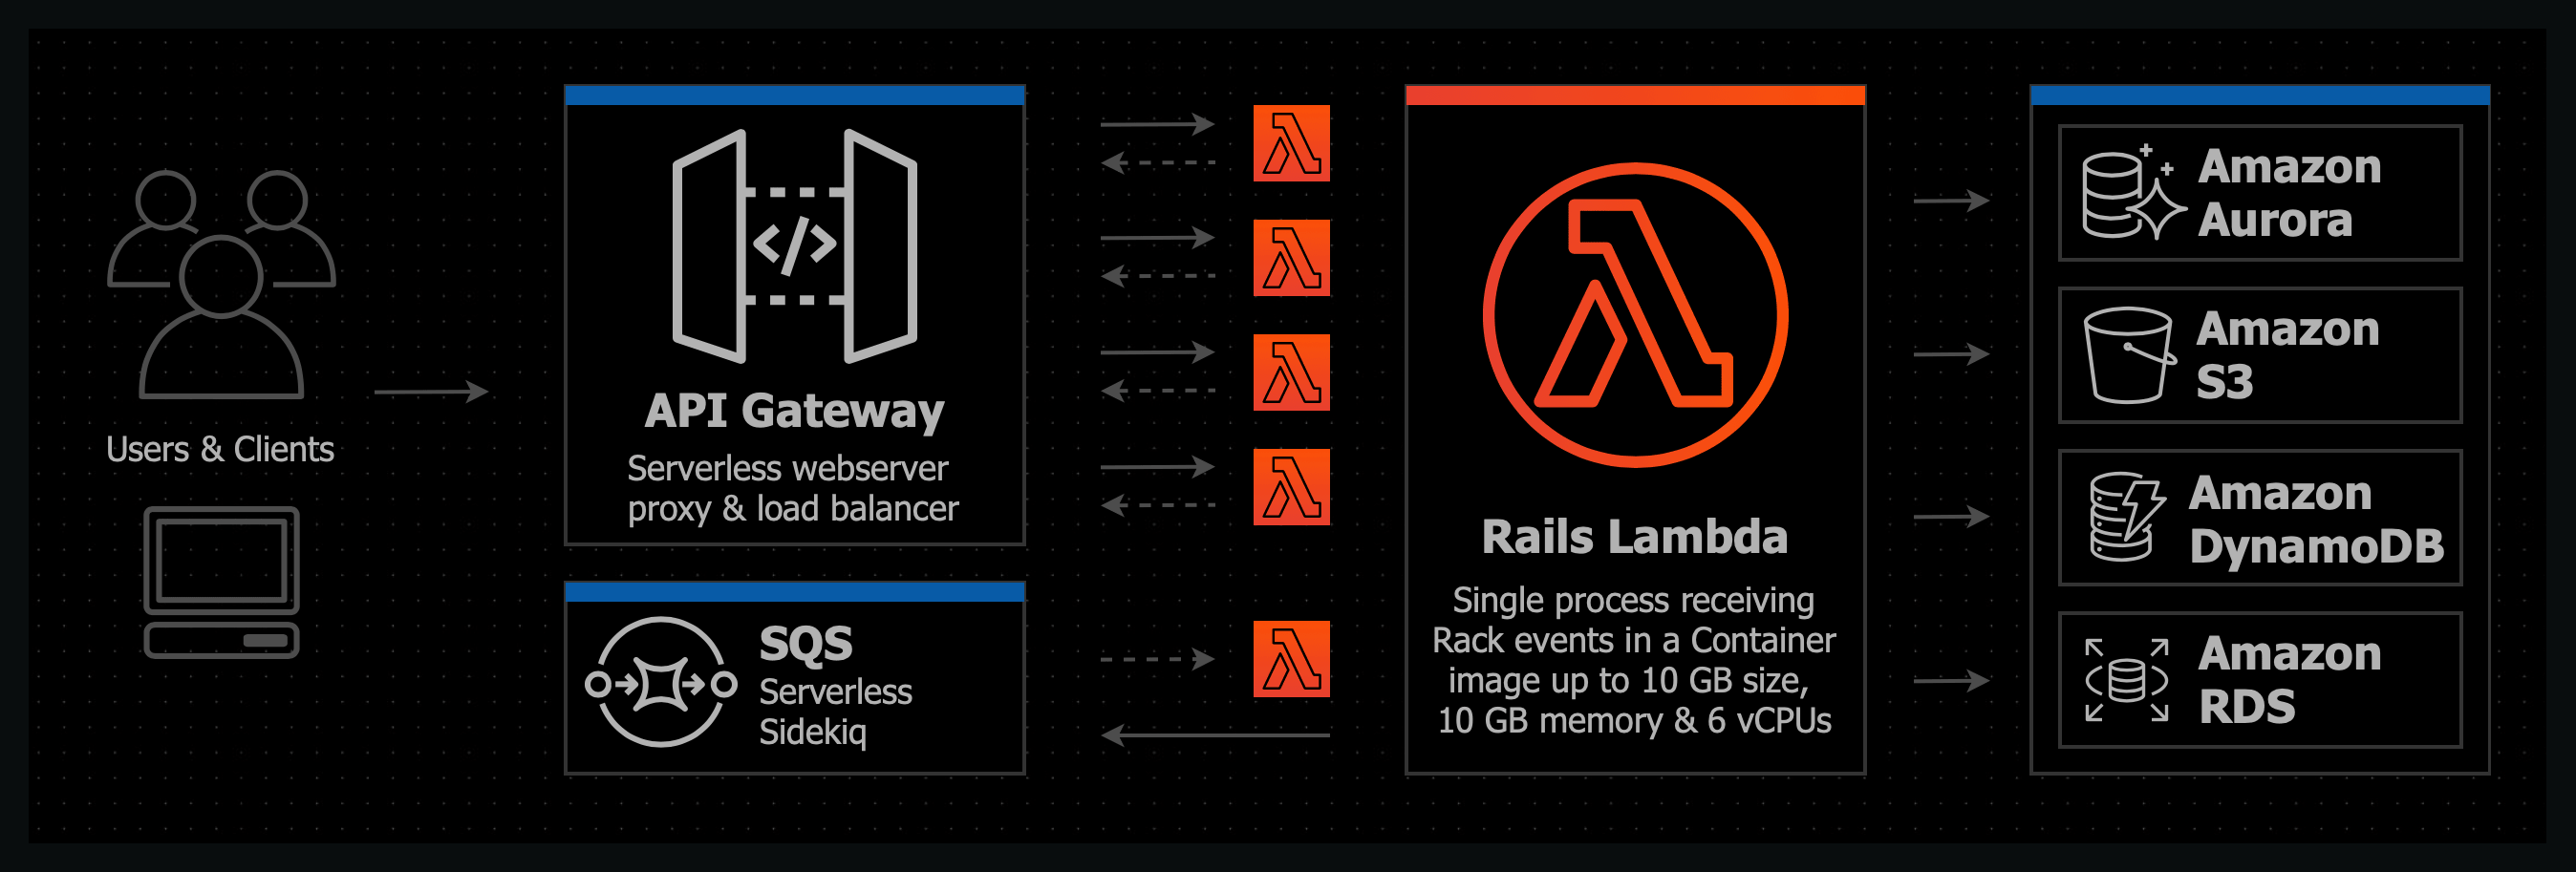 Users & Clients
API Gateway
Serverless webserver
proxy & load balancer
SQS
Serverless
Sidekiq
Rails Lambda
Single process receiving
Rack events in a Container
image up to 10 GB size,
10 GB memory & 6 vCPUs
Amazon
Aurora
Amazon
S3
Amazon
DynamoDB
Amazon
RDS